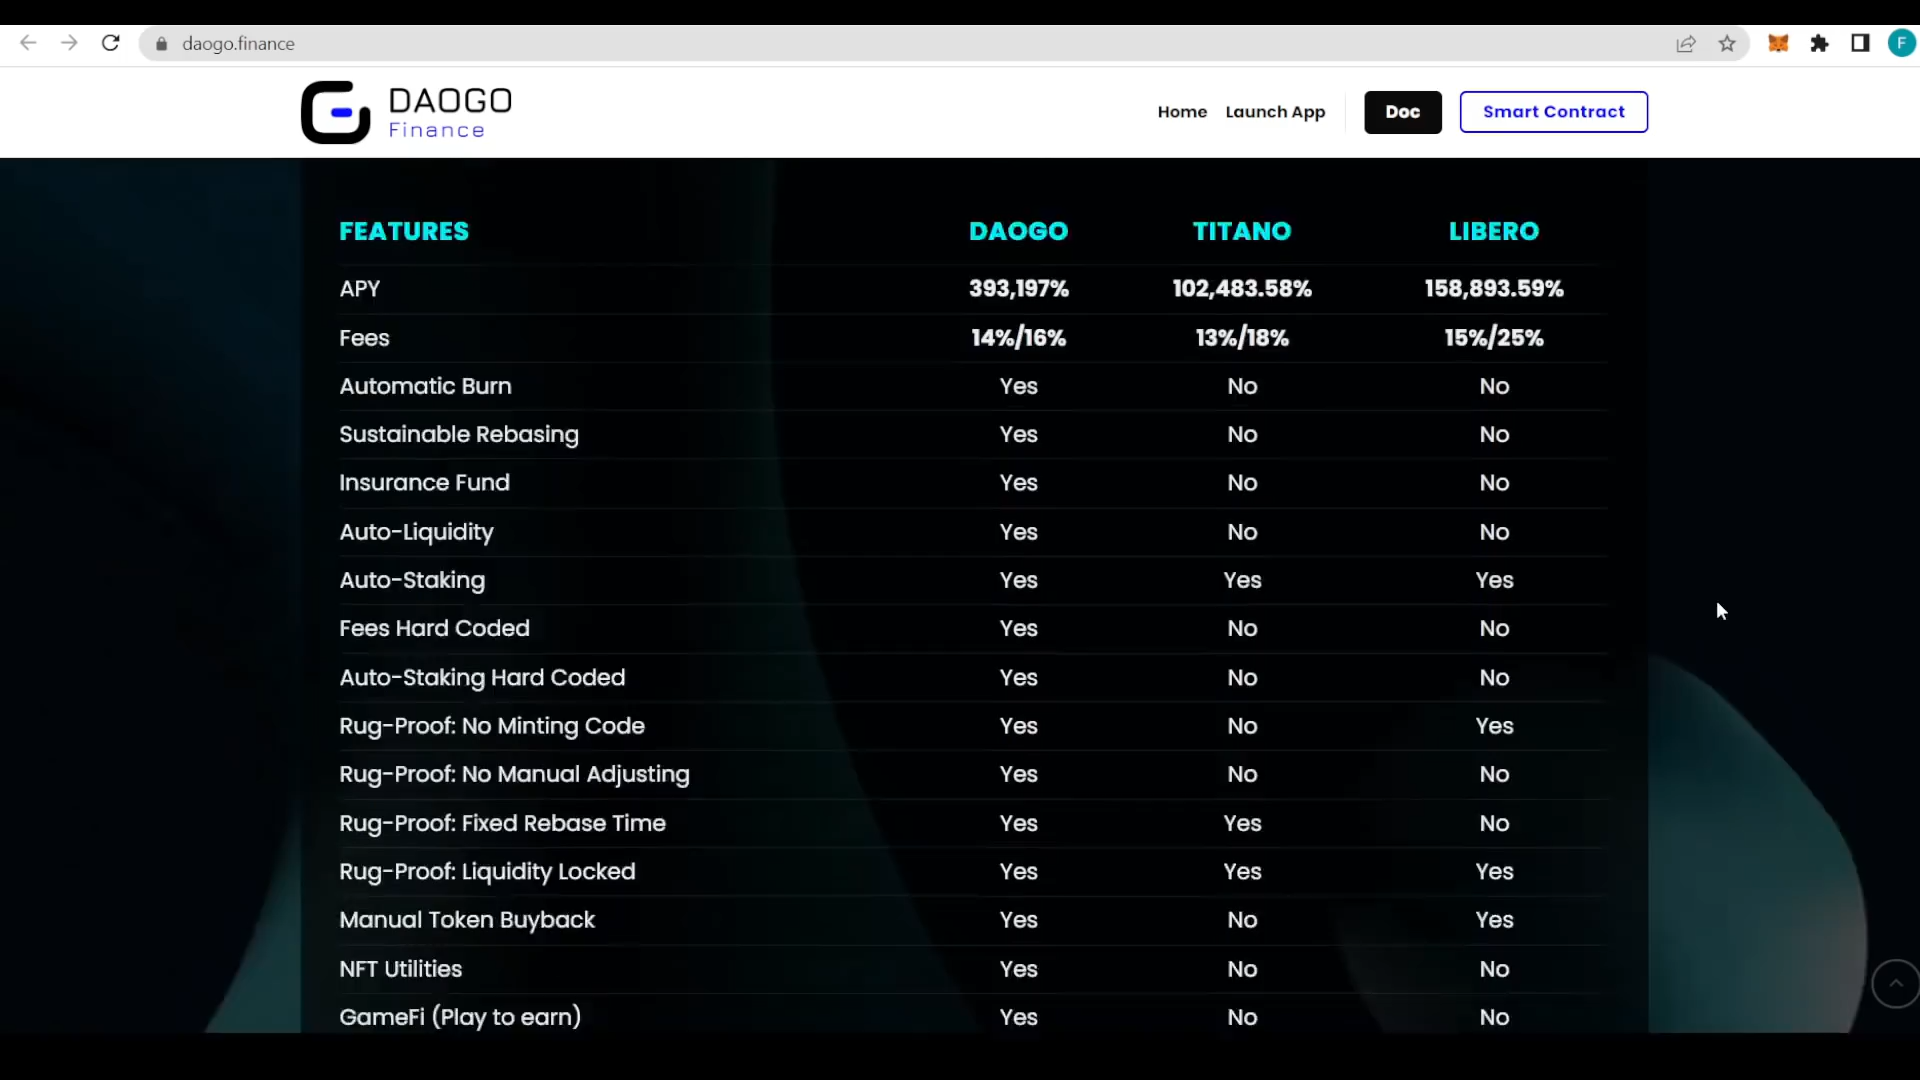 daogo.finance
F
DAOGO
Finance
Home Launch App Doc Smart Contract
FEATURES DAOGO TITANO LIBERO
APY 393,197% 102,483.58% 158,893.59%
Fees 14%/16% 13%/18% 15%/25%
Automatic Burn Yes No No
Sustainable Rebasing Yes No No
Insurance Fund Yes No No
Auto-Liquidity Yes No No
Auto-Staking Yes Yes Yes
Fees Hard Coded Yes No No
Auto-Staking Hard Coded Yes No No
Rug-Proof: No Minting Code Yes No Yes
Rug-Proof: No Manual Adjusting Yes No No
Rug-Proof: Fixed Rebase Time Yes Yes No
Rug-Proof: Liquidity Locked Yes Yes Yes
Manual Token Buyback Yes No Yes
NFT Utilities Yes No No
GameFi (Play to earn) Yes No No